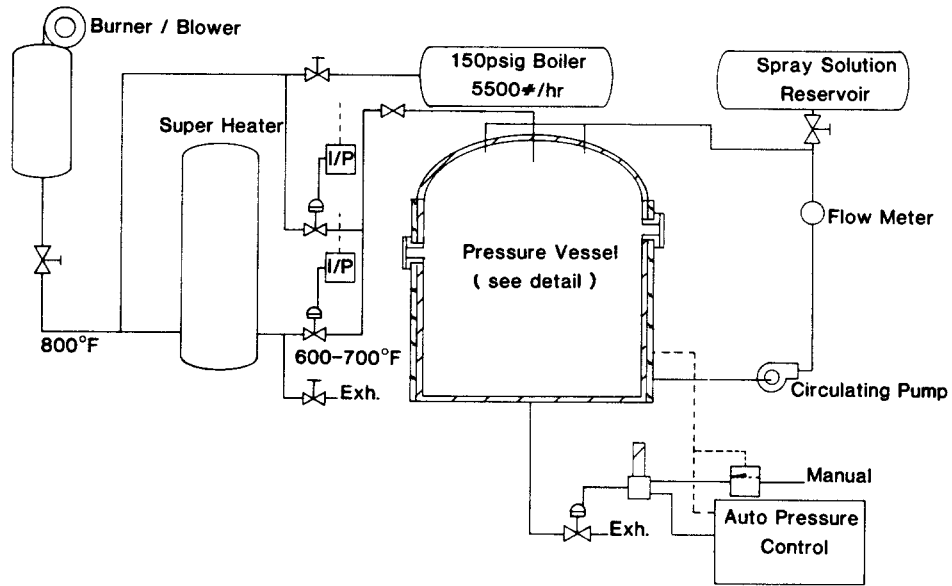 Burner / Blower
150psig Boiler
5500#/hr
Spray Solution
Reservoir
Super Heater
I/P
Flow Meter
Pressure Vessel
( see detail )
I/P
800°F
600-700°F
Exh.
Circulating Pump
Manual
Exh.
Auto Pressure
Control